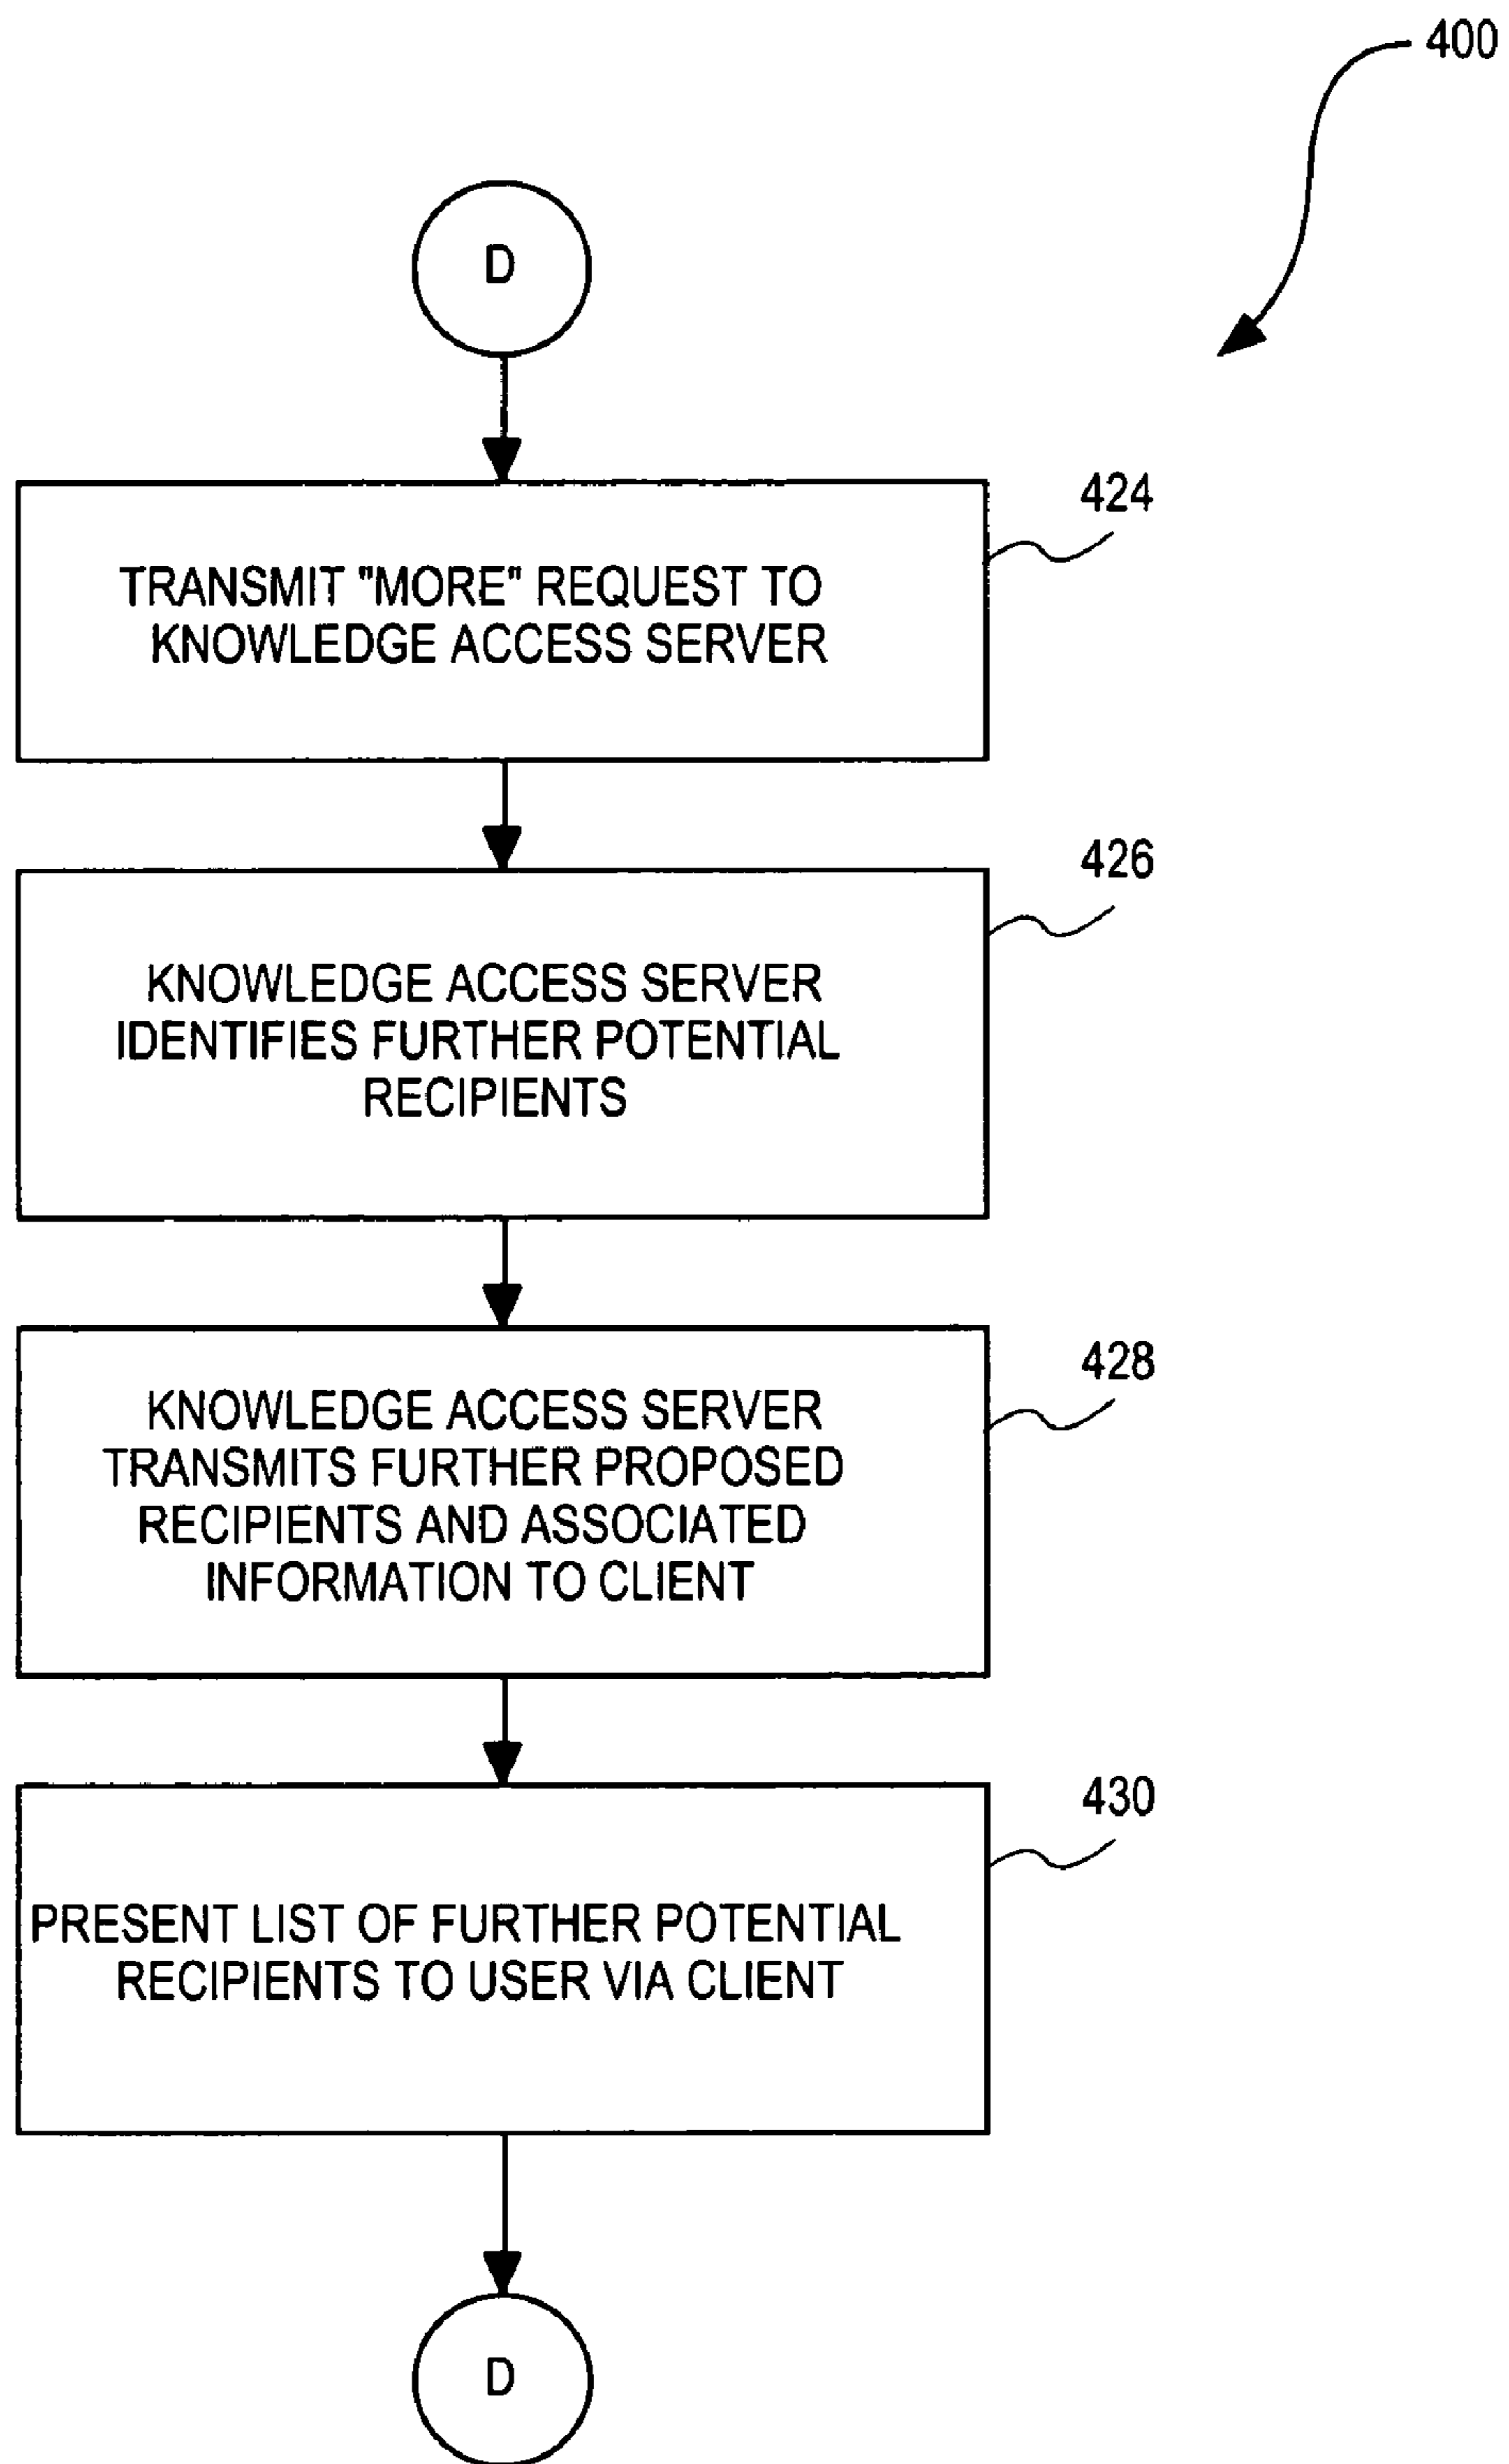 400
D
424
TRANSMIT "MORE" REQUEST TO
KNOWLEDGE ACCESS SERVER
426
KNOWLEDGE ACCESS SERVER
IDENTIFIES FURTHER POTENTIAL
RECIPIENTS
428
KNOWLEDGE ACCESS SERVER
TRANSMITS FURTHER PROPOSED
RECIPIENTS AND ASSOCIATED
INFORMATION TO CLIENT
430
PRESENT LIST OF FURTHER POTENTIAL
RECIPIENTS TO USER VIA CLIENT
D